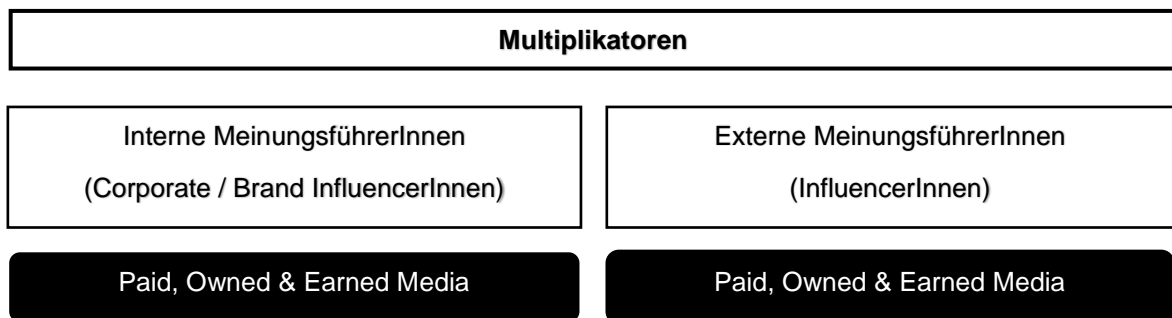 Multiplikatoren
Interne MeinungsführerInnen
(Corporate / Brand InfluencerInnen)
Externe MeinungsführerInnen
(InfluencerInnen)
Paid, Owned & Earned Media
Paid, Owned & Earned Media